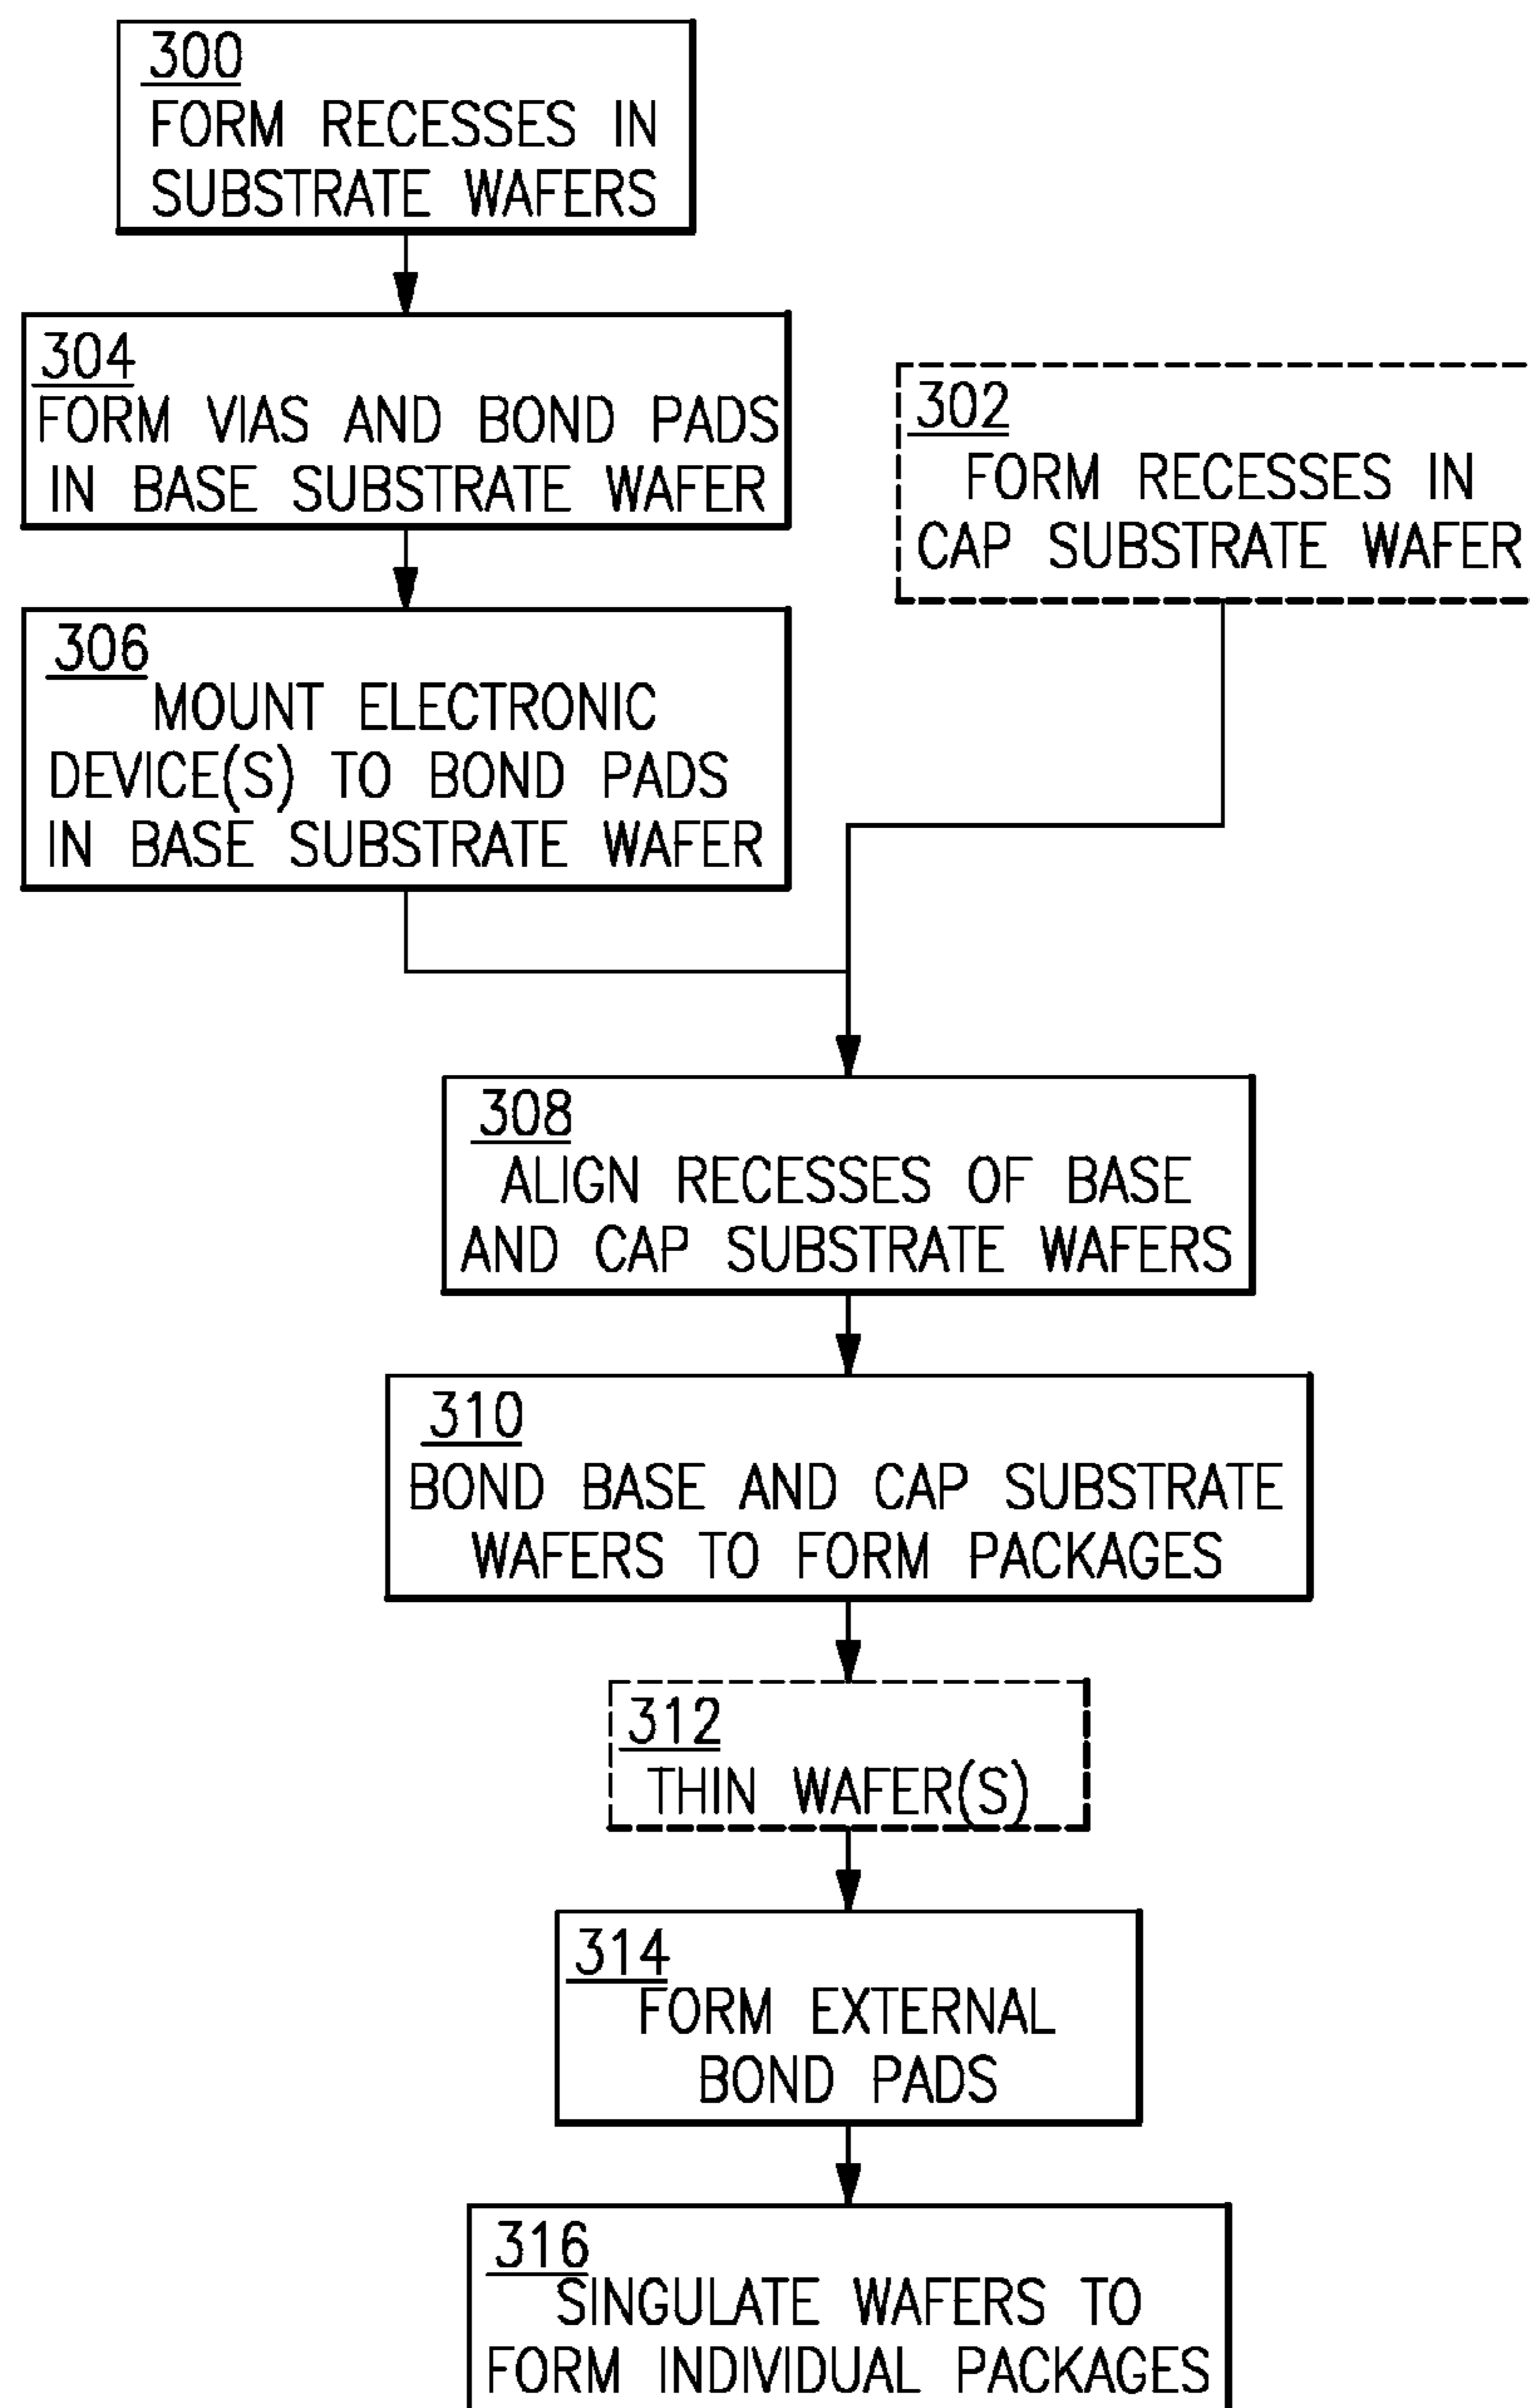 300
FORM RECESSES IN
SUBSTRATE WAFERS
304
FORM VIAS AND BOND PADS
IN BASE SUBSTRATE WAFER
302
FORM RECESSES IN
CAP SUBSTRATE WAFER
306
MOUNT ELECTRONIC
DEVICE(S) TO BOND PADS
IN BASE SUBSTRATE WAFER
308
ALIGN RECESSES OF BASE
AND CAP SUBSTRATE WAFERS
310
BOND BASE AND CAP SUBSTRATE
WAFERS TO FORM PACKAGES
312
THIN WAFER(S)
314
FORM EXTERNAL
BOND PADS
316
SINGULATE WAFERS TO
FORM INDIVIDUAL PACKAGES